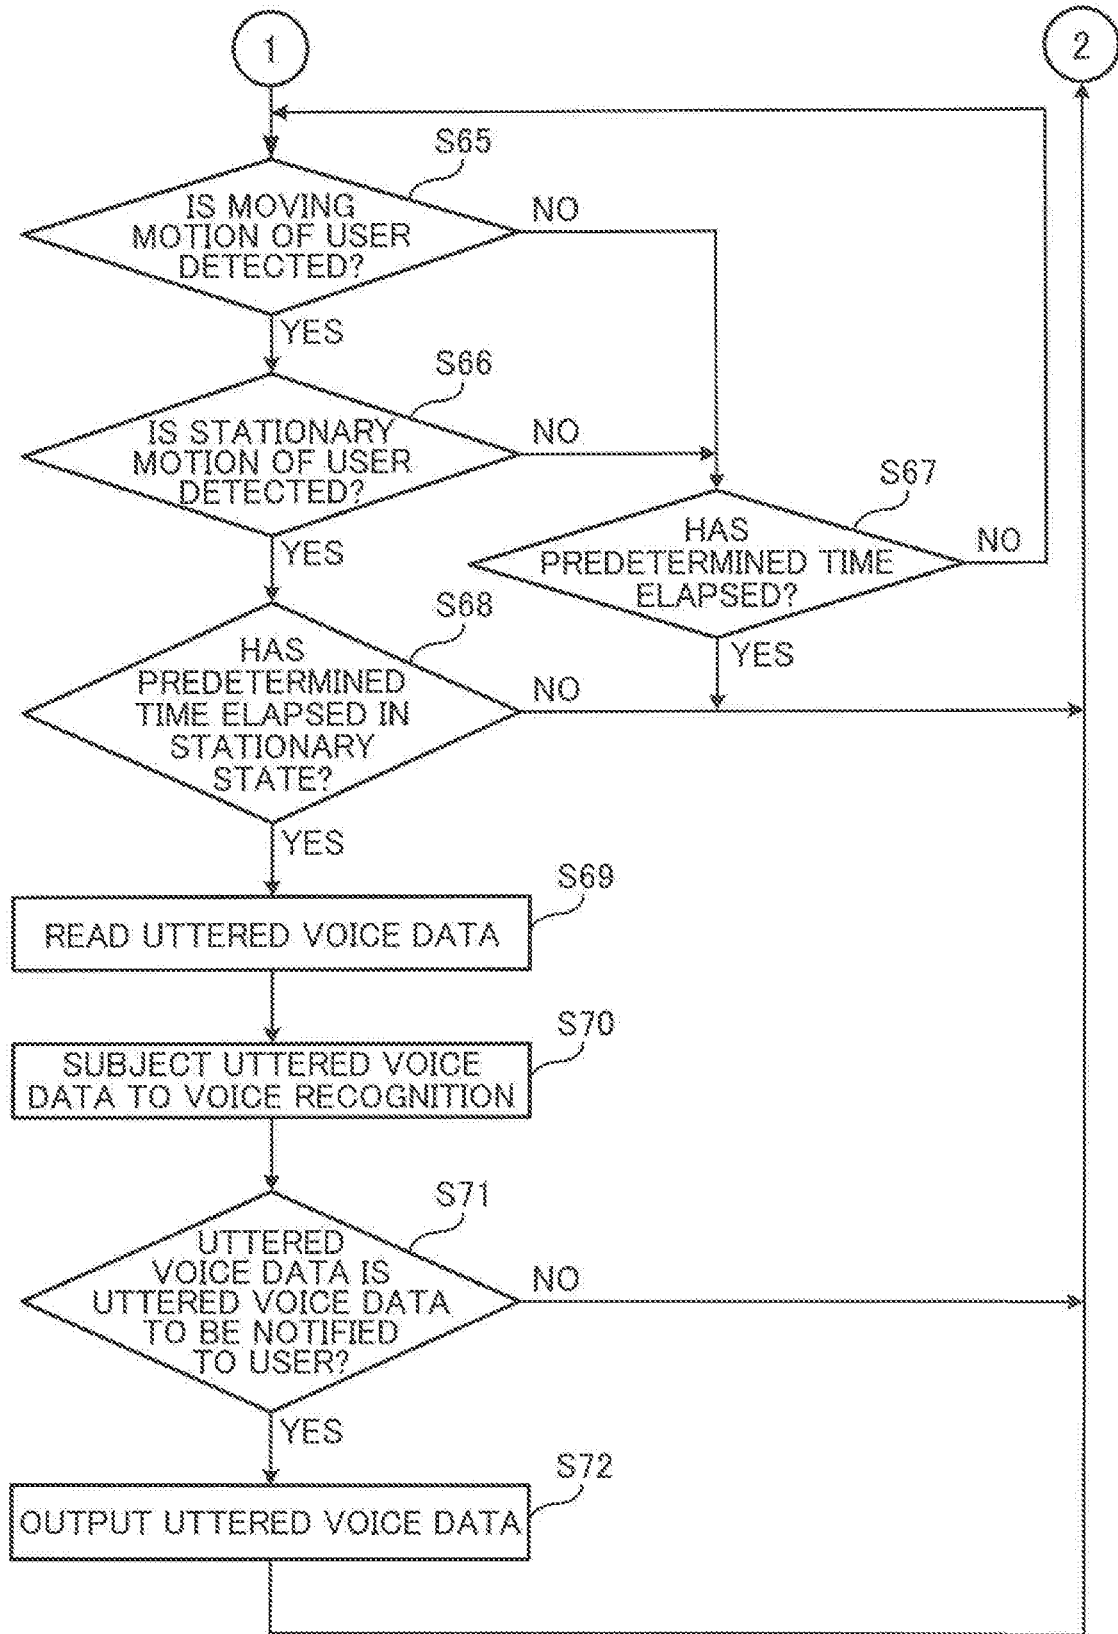 1
2
S65
IS MOVING
MOTION OF USER
DETECTED?
NO
YES
S66
IS STATIONARY
MOTION OF USER
DETECTED?
NO
YES
S67
HAS
PREDETERMINED TIME
ELAPSED?
NO
YES
S68
HAS
PREDETERMINED
TIME ELAPSED IN
STATIONARY
STATE?
NO
YES
S69
READ UTTERED VOICE DATA
S70
SUBJECT UTTERED VOICE
DATA TO VOICE RECOGNITION
S71
UTTERED
VOICE DATA IS
UTTERED VOICE DATA
TO BE NOTIFIED
TO USER?
NO
YES
S72
OUTPUT UTTERED VOICE DATA